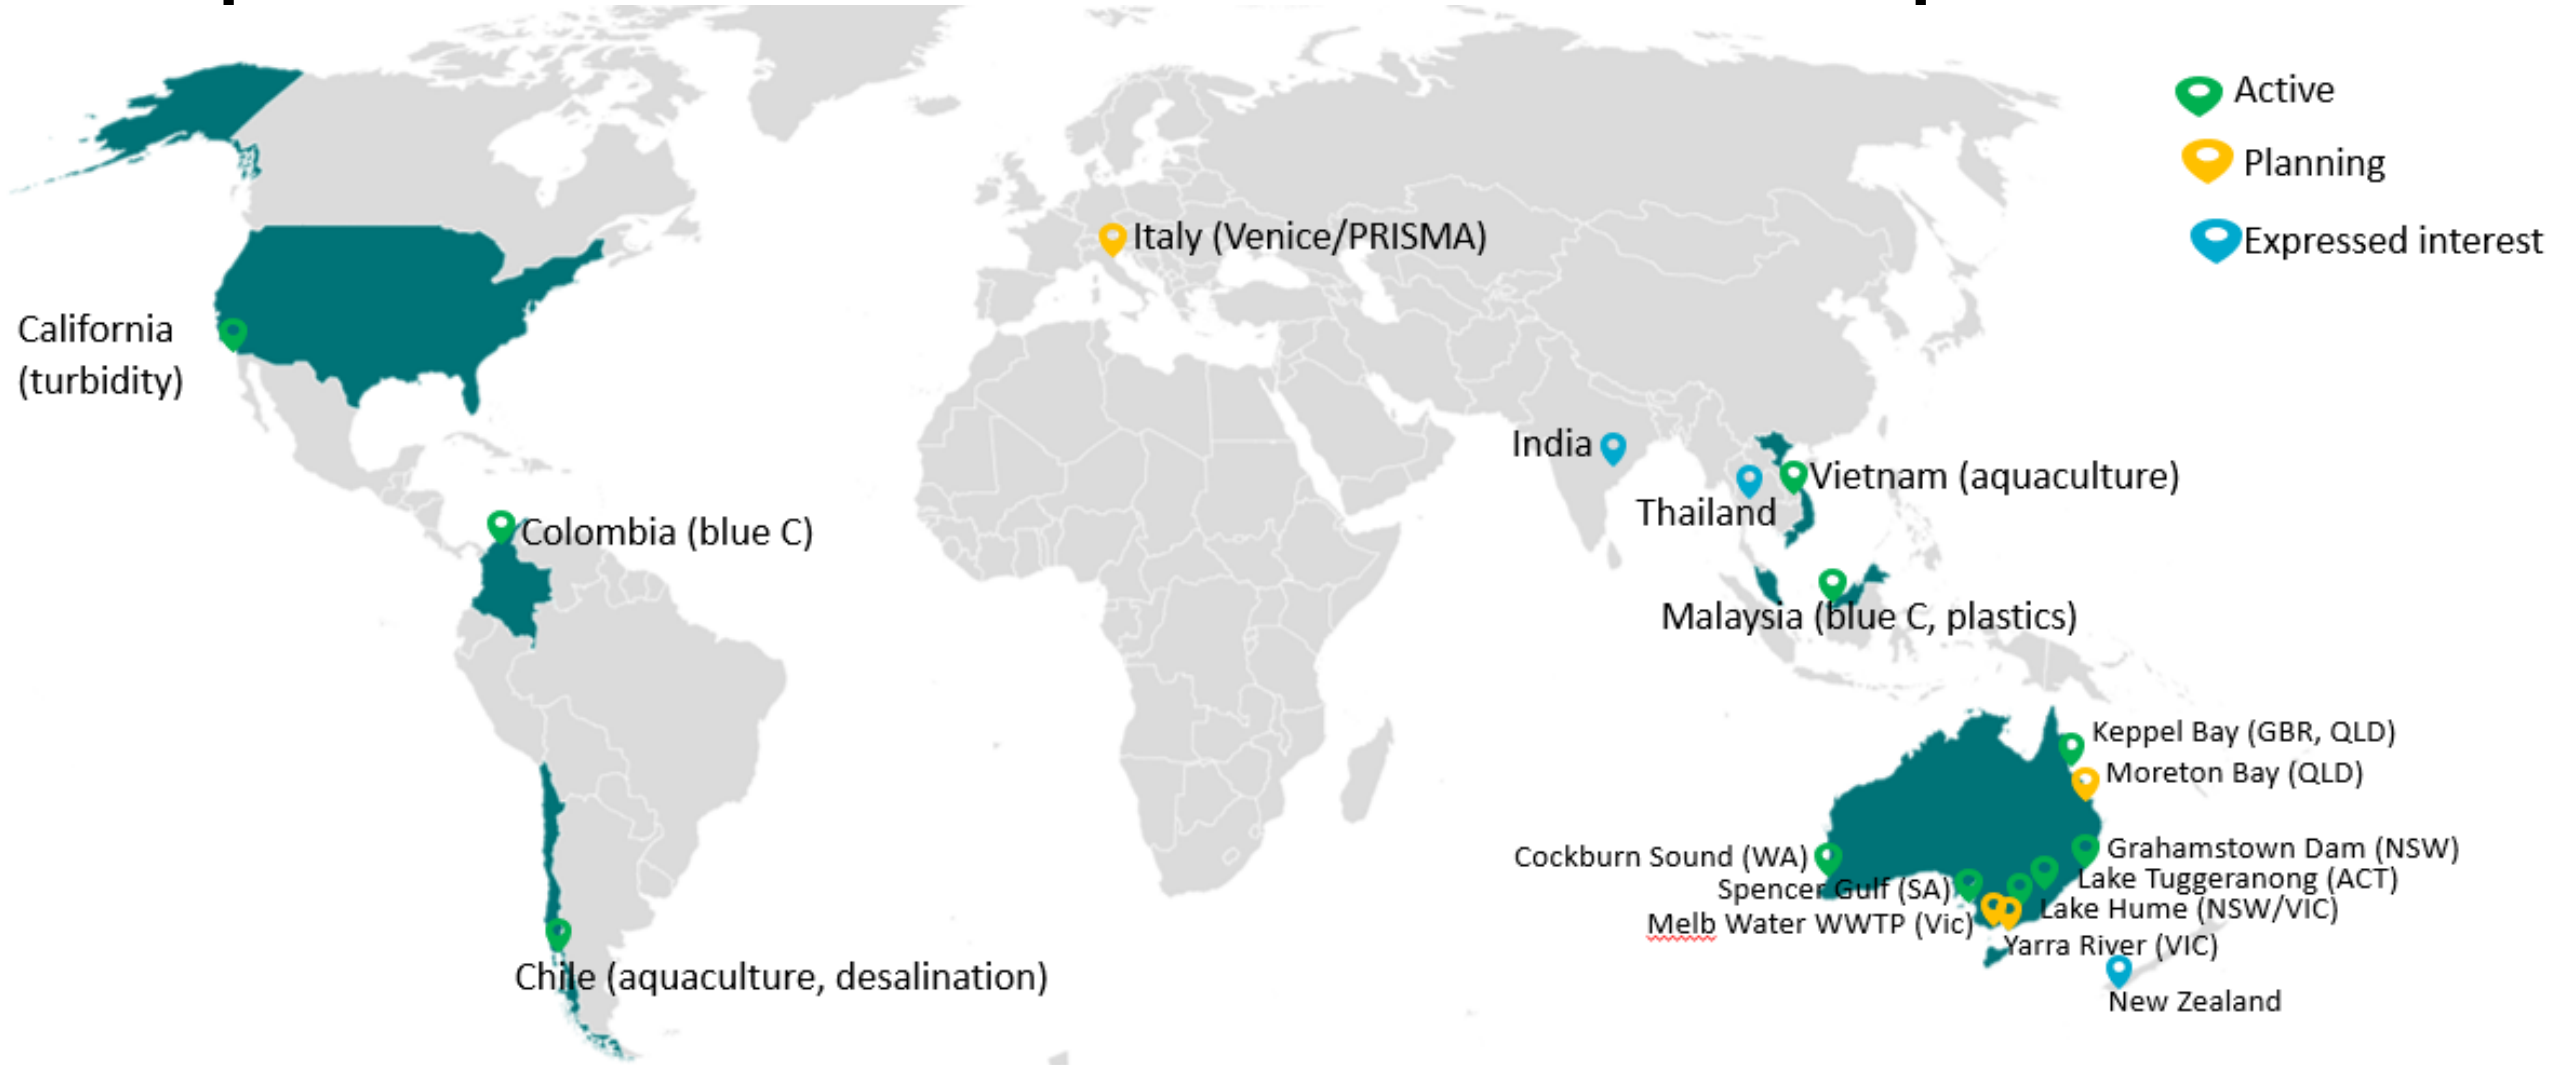 Active
Planning
Expressed interest
Italy (Venice/PRISMA)
California
(turbidity)
India
Vietnam (aquaculture)
Thailand
Colombia (blue C)
Malaysia (blue C, plastics)
Keppel Bay (GBR, QLD)
Moreton Bay (QLD)
Cockburn Sound (WA)
Grahamstown Dam (NSW)
Spencer Gulf (SA)
Lake Tuggeranong (ACT)
Lake Hume (NSW/VIC)
Melb Water WWTP (Vic)
Yarra River (VIC)
Chile (aquaculture, desalination)
New Zealand